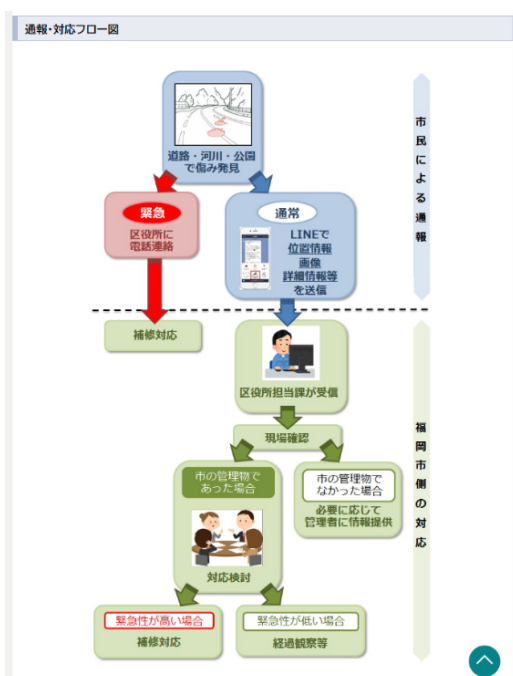 通報・対応フロー図
道路・河川・公園
で傷み発見
緊急
区役所に
電話連絡
通常
LINEで
位置情報
画像
詳細情報等
を送信
市民による通報
補修対応
区役所担当課が受信
現場確認
市の管理物で
あった場合
対応検討
市の管理物で
なかった場合
必要に応じて
管理者に情報提供
緊急性が高い場合
補修対応
緊急性が低い場合
経過観察等
福岡市側の対応